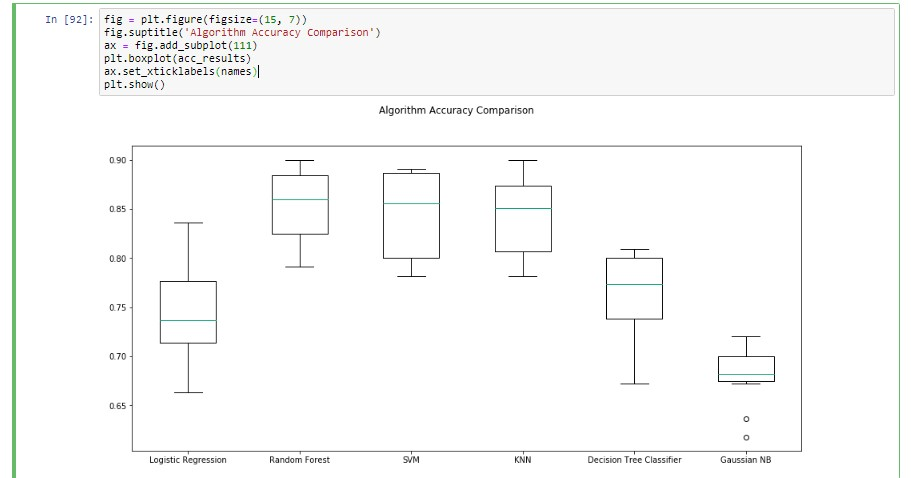 In [92]: fig = plt.figure(figsize=(15, 7))
fig.suptitle('Algorithm Accuracy Comparison')
ax = fig.add_subplot(111)
plt.boxplot(acc_results)
ax.set_xticklabels(names)
plt.show()
Algorithm Accuracy Comparison
0.90
0.85
0.80
0.75
0.70
0.65
Logistic Regression Random Forest SVM KNN Decision Tree Classifier Gaussian NB